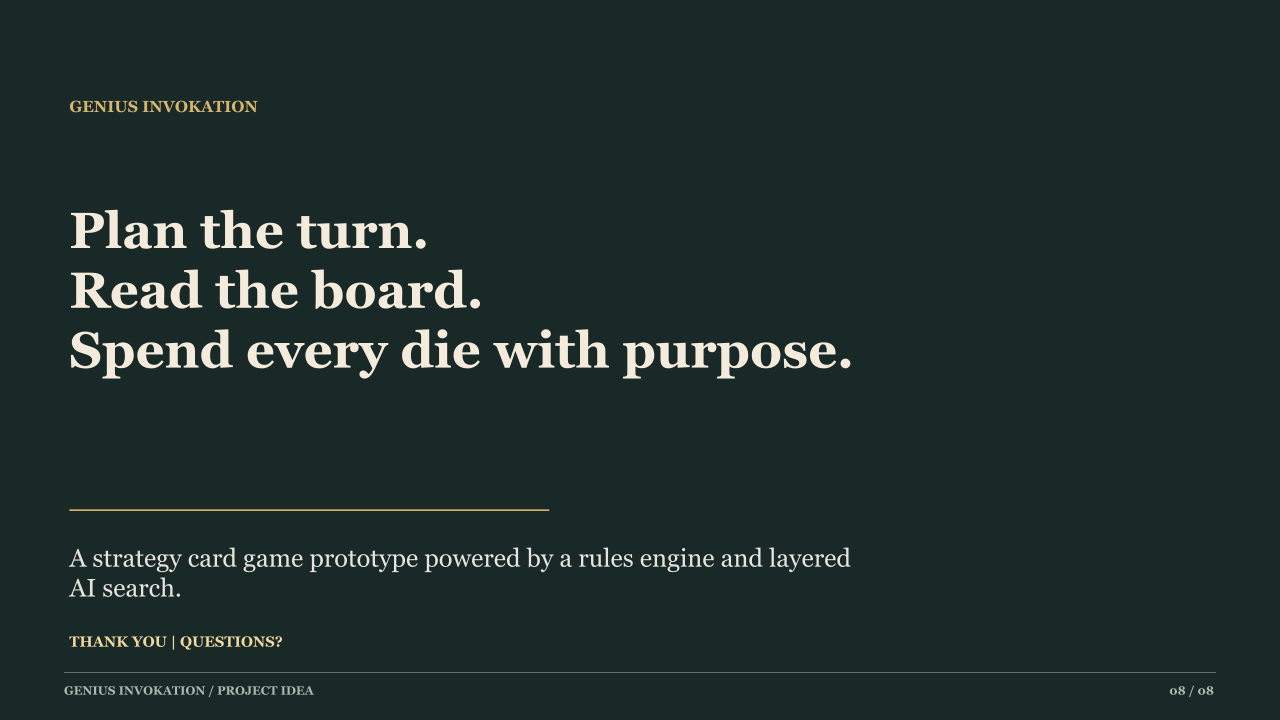 GENIUS INVOKATION
Plan the turn.
Read the board.
Spend every die with purpose.
A strategy card game prototype powered by a rules engine and layered
AI search.
THANK YOU | QUESTIONS?
GENIUS INVOKATION / PROJECT IDEA
08 / 08